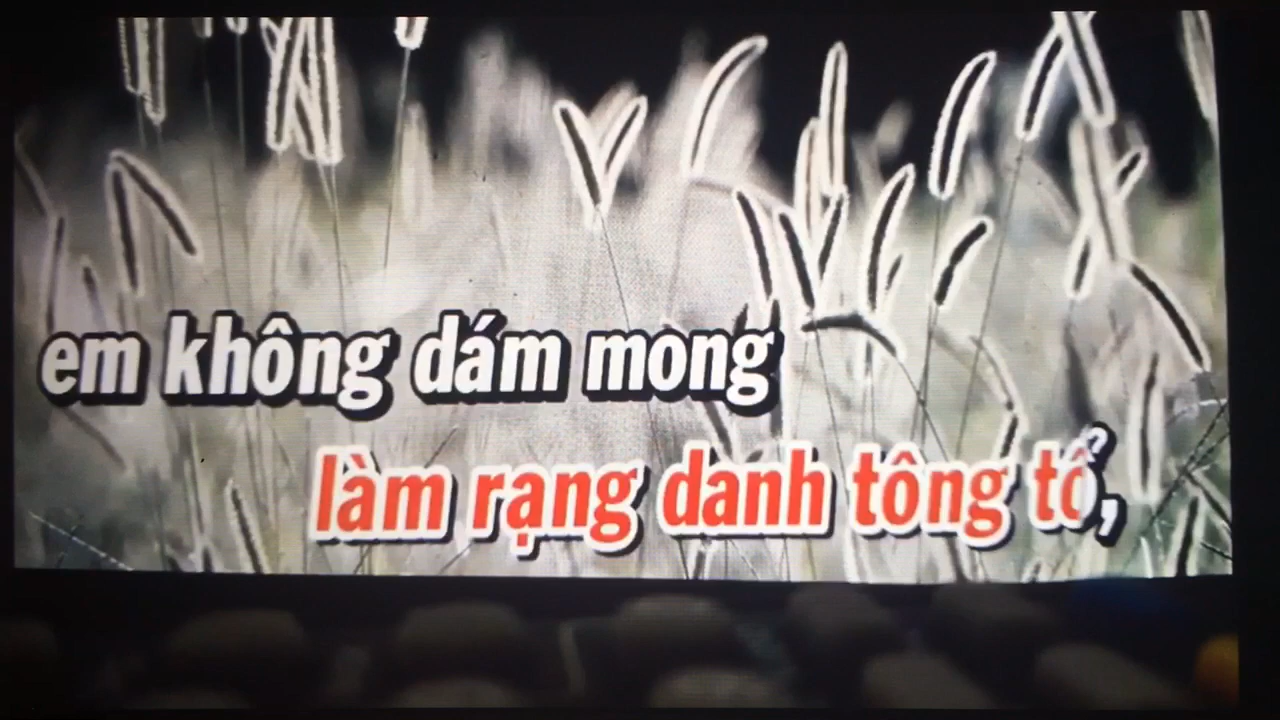 em không dám mong
làm rạng danh tông tổ,